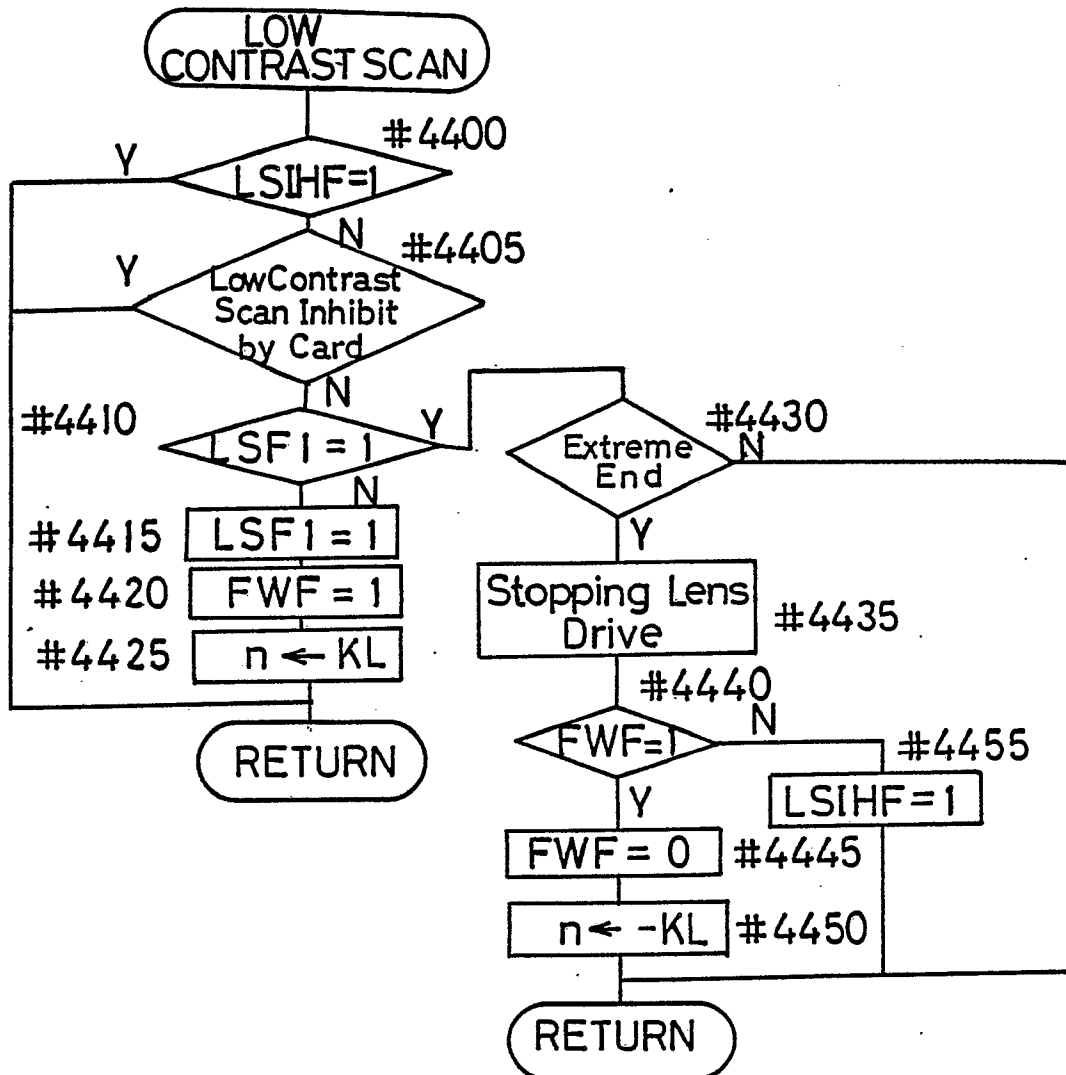 LOW
CONTRAST SCAN
#4400
Y
LSIHF=1
N
#4405
Y
Low Contrast
Scan Inhibit
by Card
N
#4410
LSF1 = 1
Y
N
#4415
LSF1 = 1
#4420
FWF = 1
#4425
n ← KL
RETURN
#4430
Extreme
End
N
Y
Stopping Lens
Drive
#4435
#4440
FWF=1
N
Y
#4455
LSIHF=1
FWF = 0
#4445
n ← -KL
#4450
RETURN